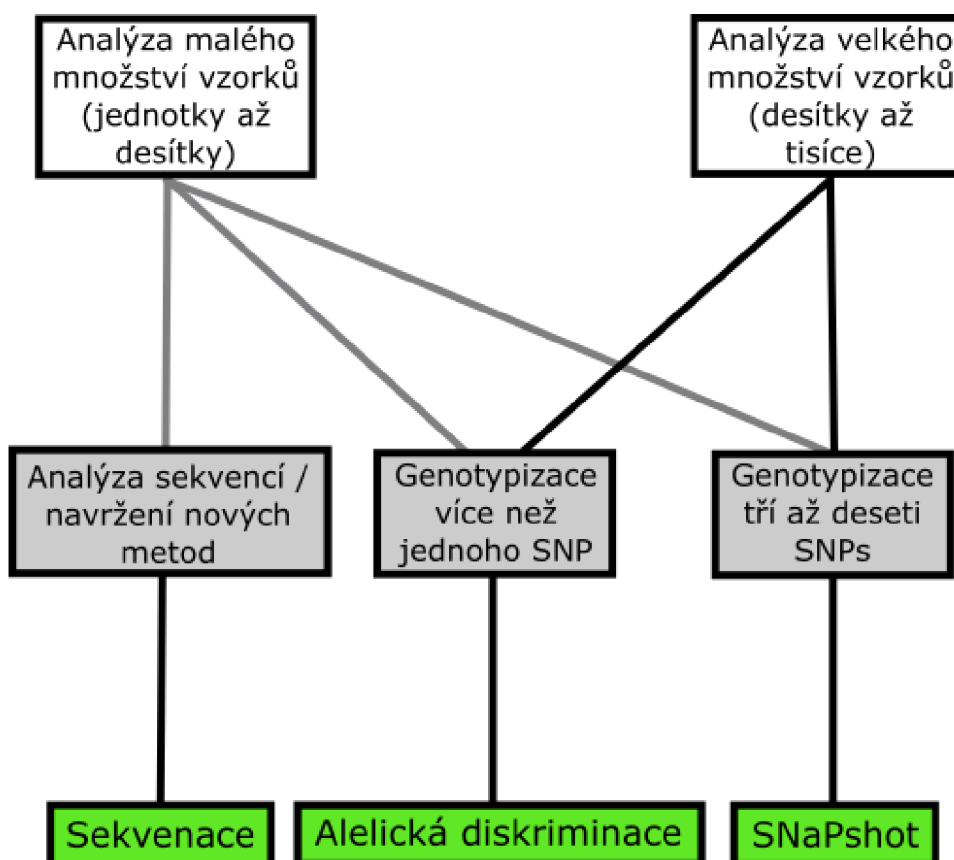 Analýza malého
množství vzorků
(jednotky až
desítky)
Analýza velkého
množství vzorků
(desítky až
tisíce)
Analýza sekvencí /
navržení nových
metod
Genotypizace
více než
jednoho SNP
Genotypizace
tří až deseti
SNPs
Sekvenace
Alelická diskriminace
SNaPshot